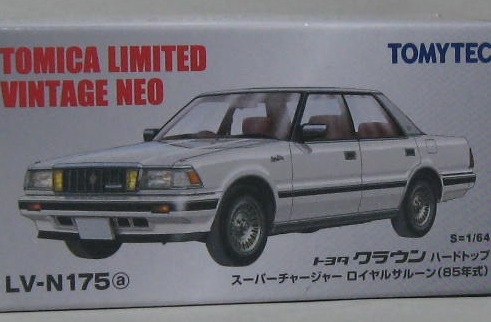 TOMICA LIMITED
VINTAGE NEO
TOMYTEC
S=1/64
トヨタ クラウン ハードトップ
LV-N175ⓐ
スーパーチャージャー ロイヤルサルーン(85年式)